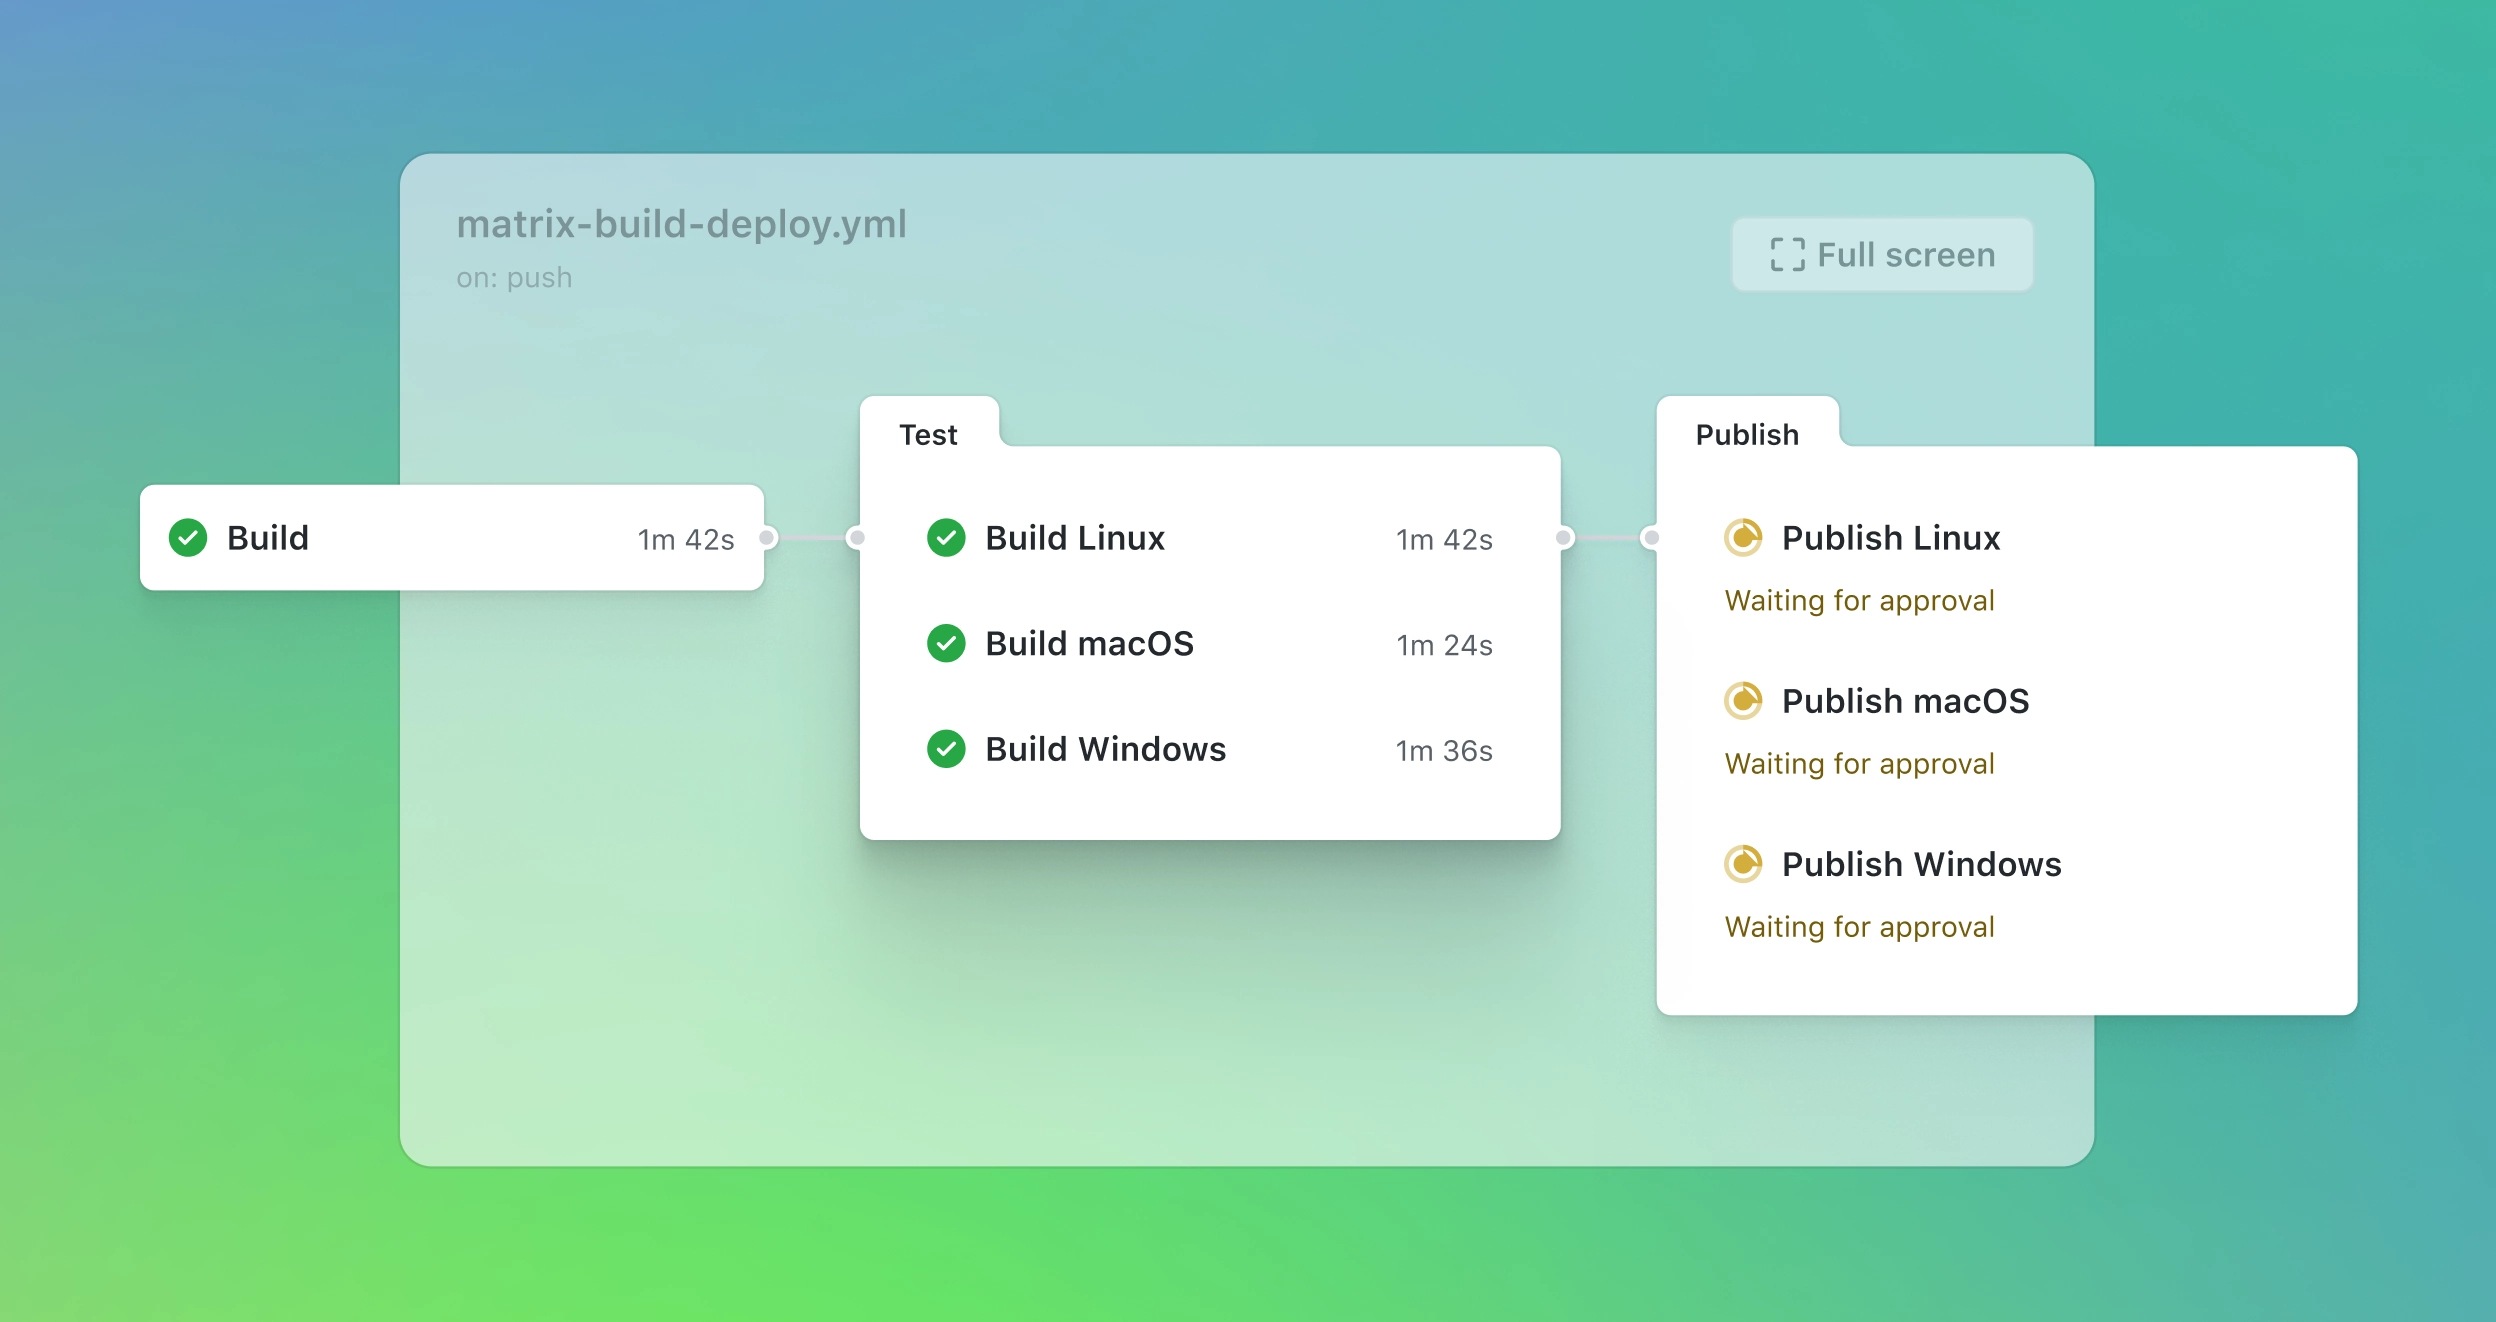 matrix-build-deploy.yml
on: push
Full screen
Build 1m 42s
Test
Build Linux 1m 42s
Build macOS 1m 24s
Build Windows 1m 36s
Publish
Publish Linux
Waiting for approval
Publish macOS
Waiting for approval
Publish Windows
Waiting for approval